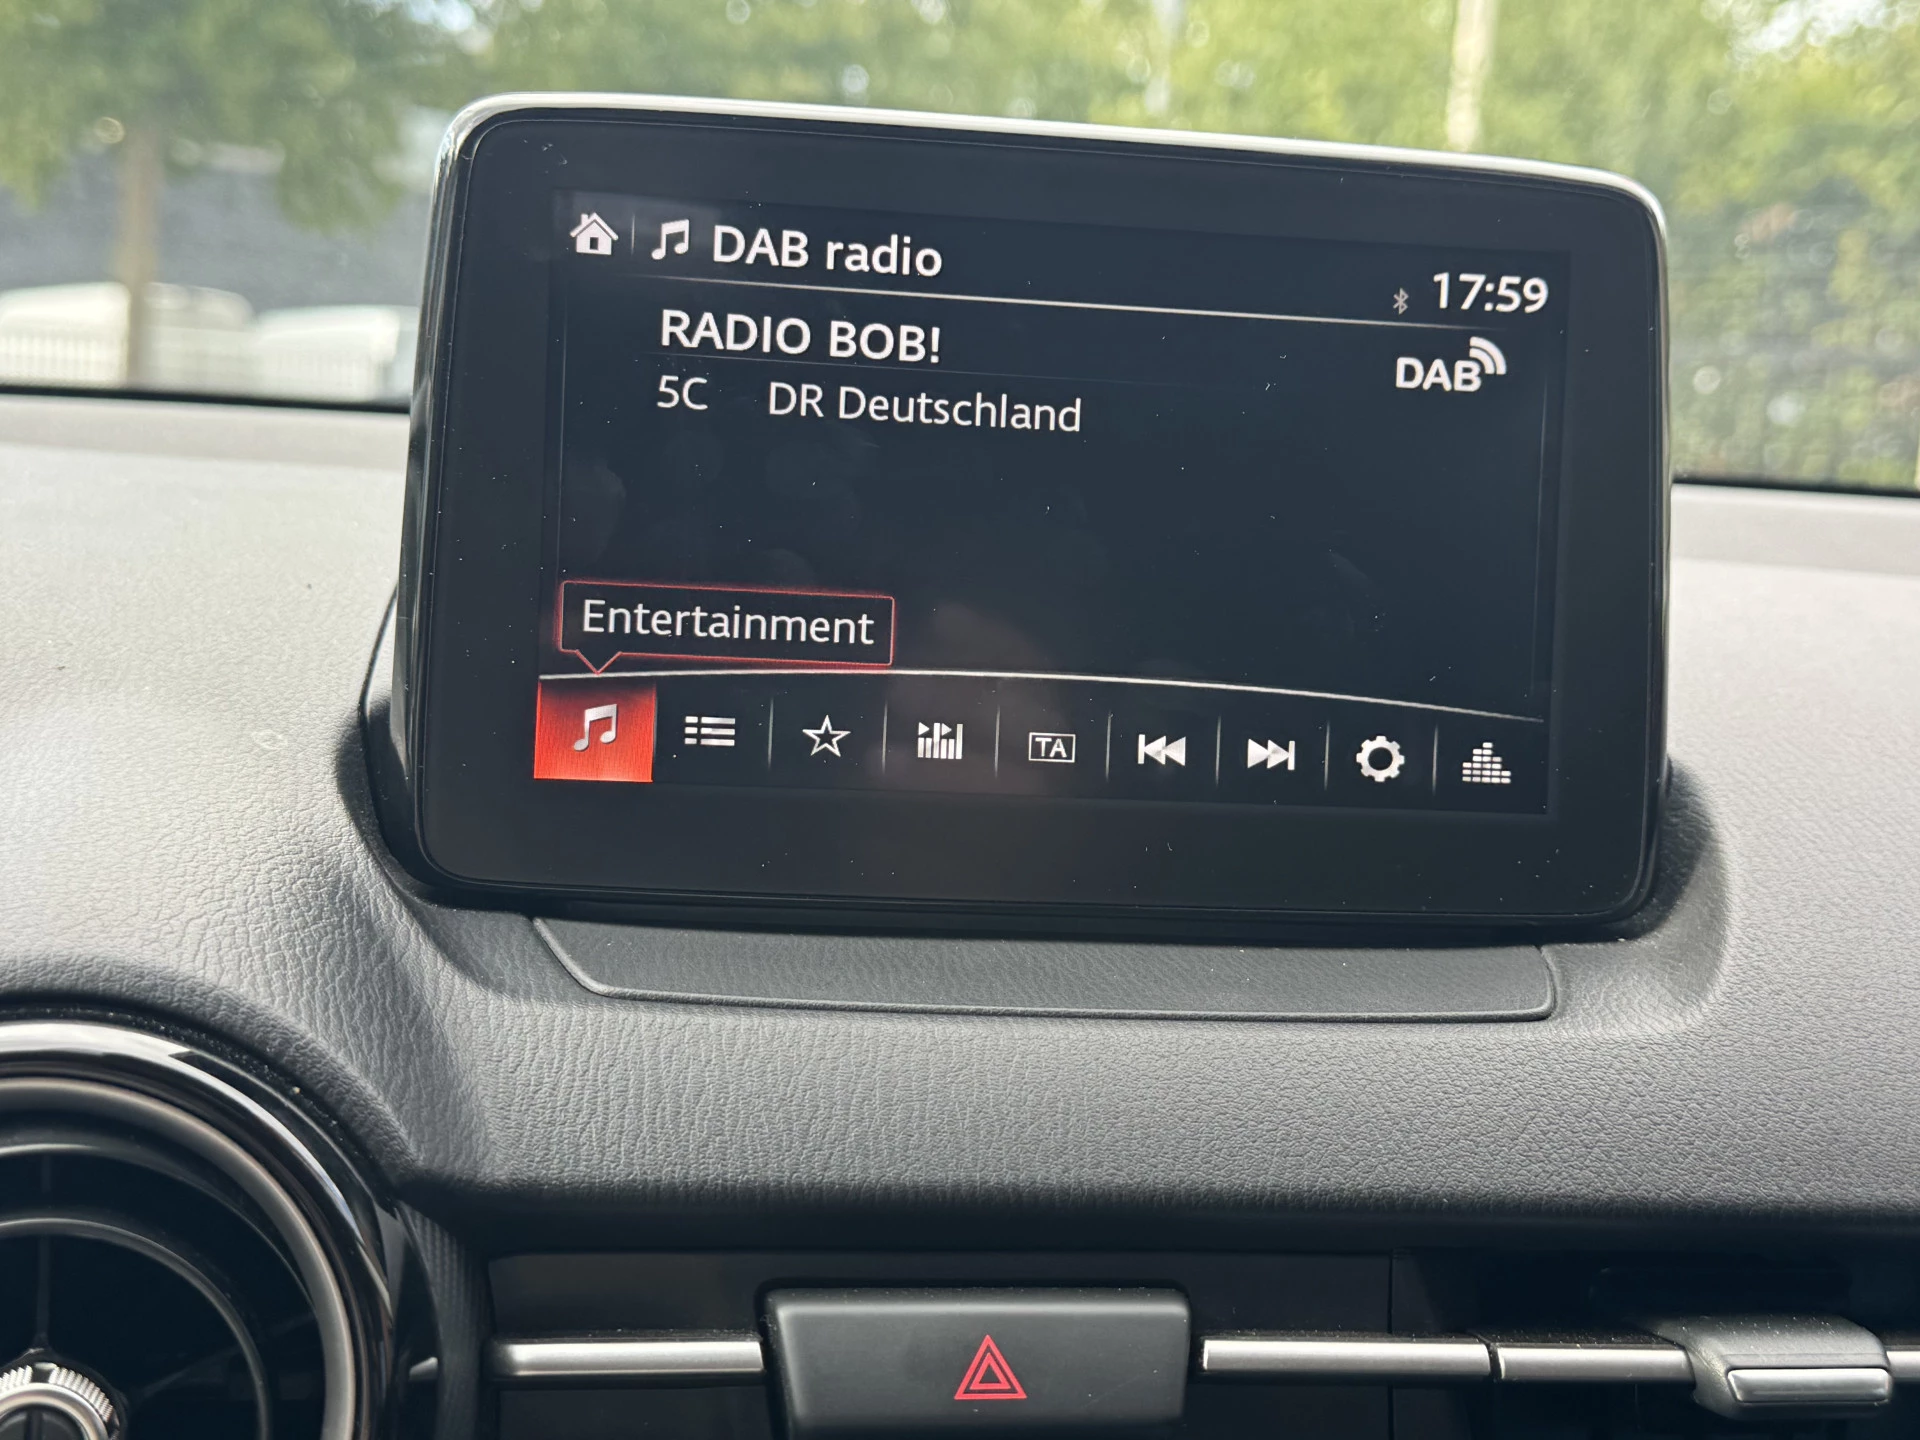 DAB radio
17:59
RADIO BOB!
DAB
5C DR Deutschland
Entertainment
TA